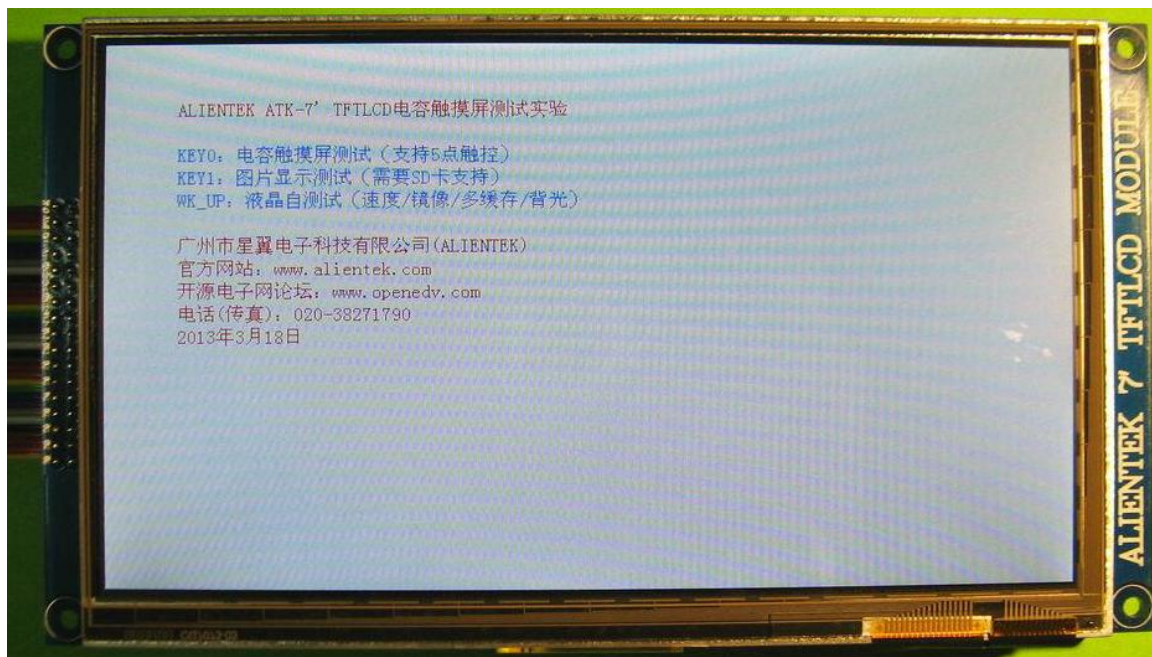 ALIENTEK ATK-7' TFTLCD电容触摸屏测试实验
KEY0：电容触摸屏测试（支持5点触控）
KEY1：图片显示测试（需要SD卡支持）
WK_UP：液晶自测试（速度/镜像/多缓存/背光）
广州市星翼电子科技有限公司(ALIENTEK)
官方网站：www.alientek.com
开源电子网论坛：www.openedv.com
电话(传真)：020-38271790
2013年3月18日
ALIENTEK 7' TFTLCD MODULE